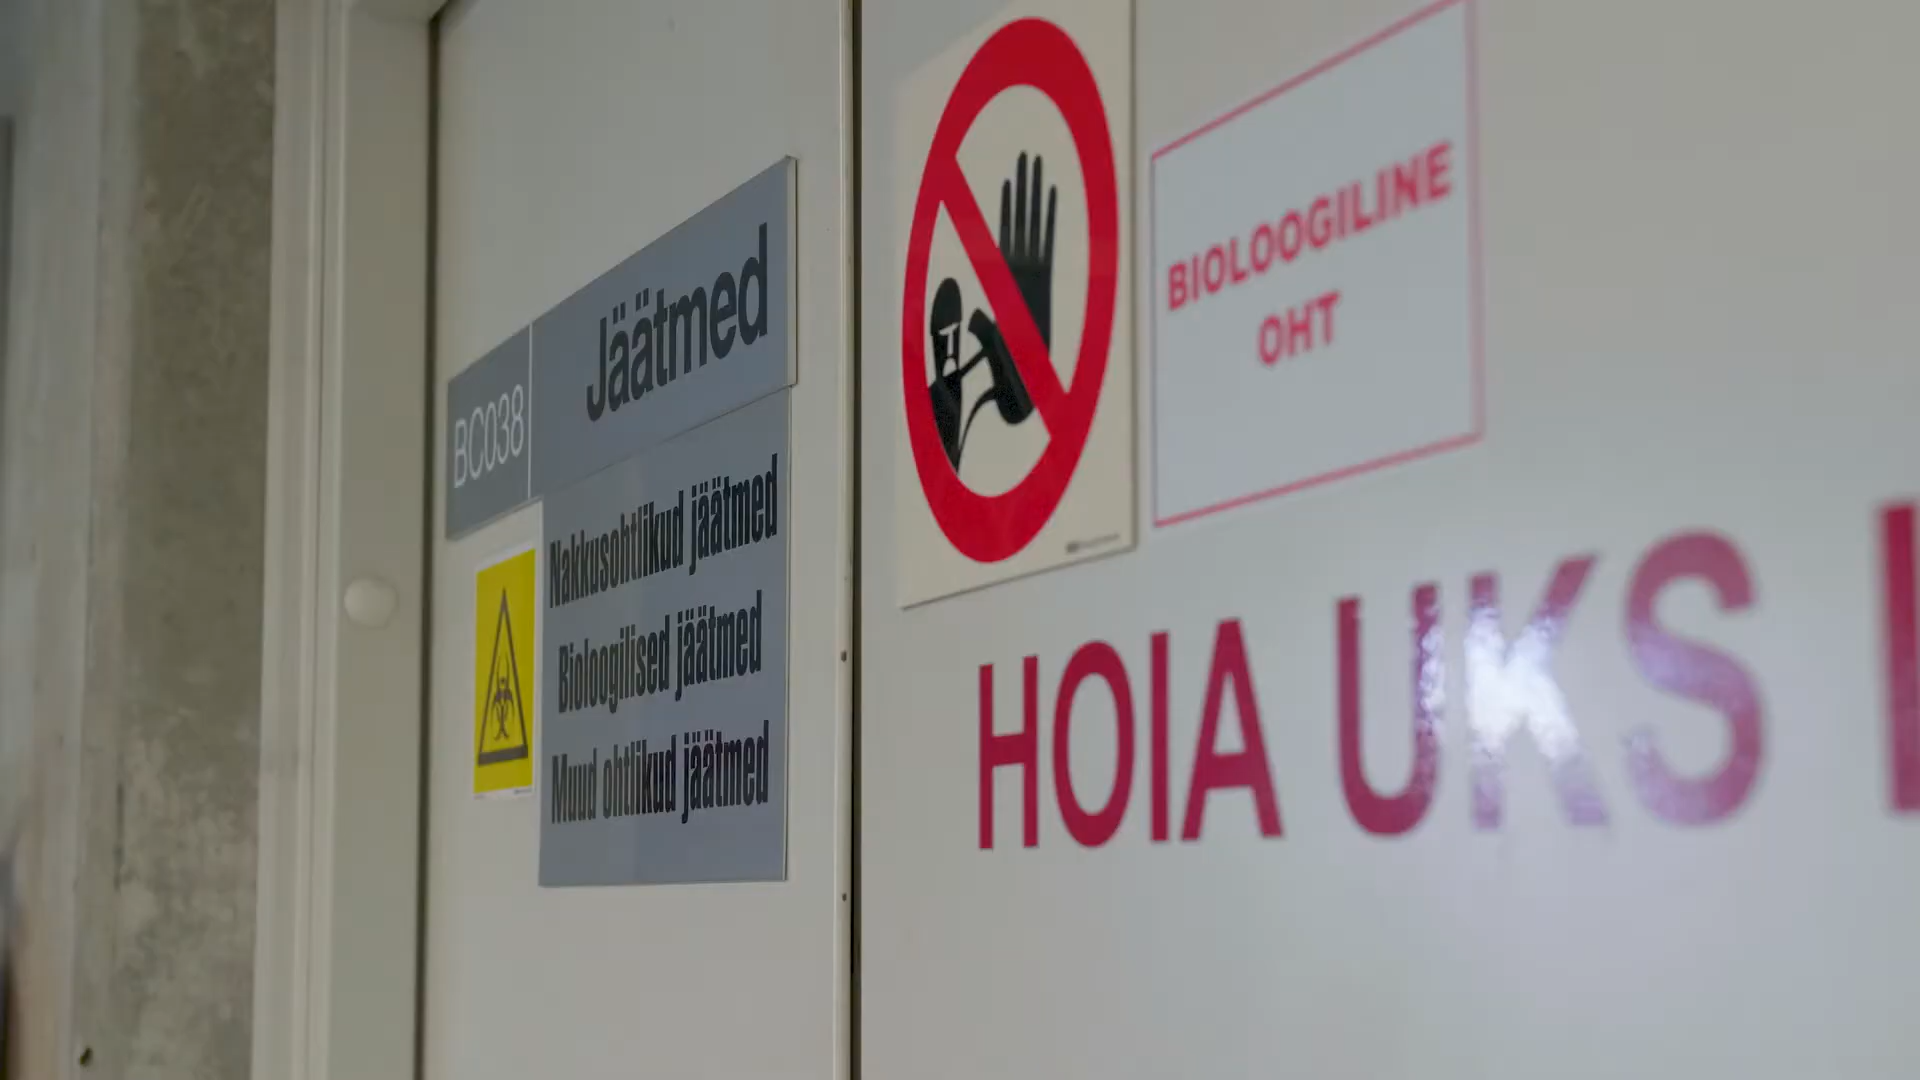 BC038
Jäätmed
Nakkusohtlikud jäätmed
Bioloogilised jäätmed
Muud ohtlikud jäätmed
BIOLOOGILINE
OHT
HOIA UKS